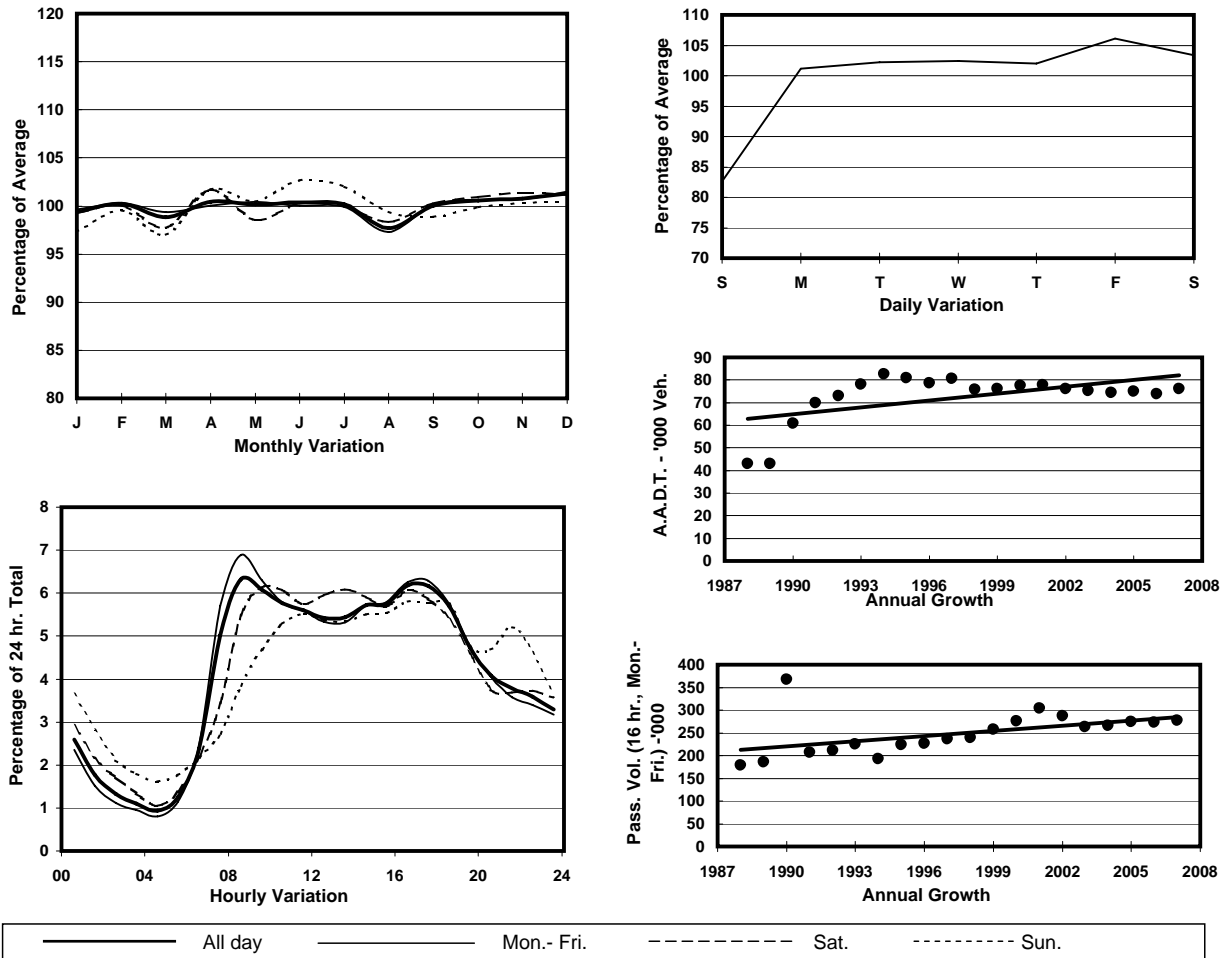 120
115
110
105
100
95
90
85
80
Percentage of Average
J F M A M J J A S O N D
Monthly Variation
110
105
100
95
90
85
80
75
70
Percentage of Average
S M T W T F S
Daily Variation
90
80
70
60
50
40
30
20
10
0
A.A.D.T. - '000 Veh.
1987 1990 1993 1996 1999 2002 2005 2008
Annual Growth
8
7
6
5
4
3
2
1
0
Percentage of 24 hr. Total
00 04 08 12 16 20 24
Hourly Variation
400
350
300
250
200
150
100
50
0
Pass. Vol. (16 hr., Mon.-
Fri.) -'000
1987 1990 1993 1996 1999 2002 2005 2008
Annual Growth
All day Mon.- Fri. Sat. Sun.